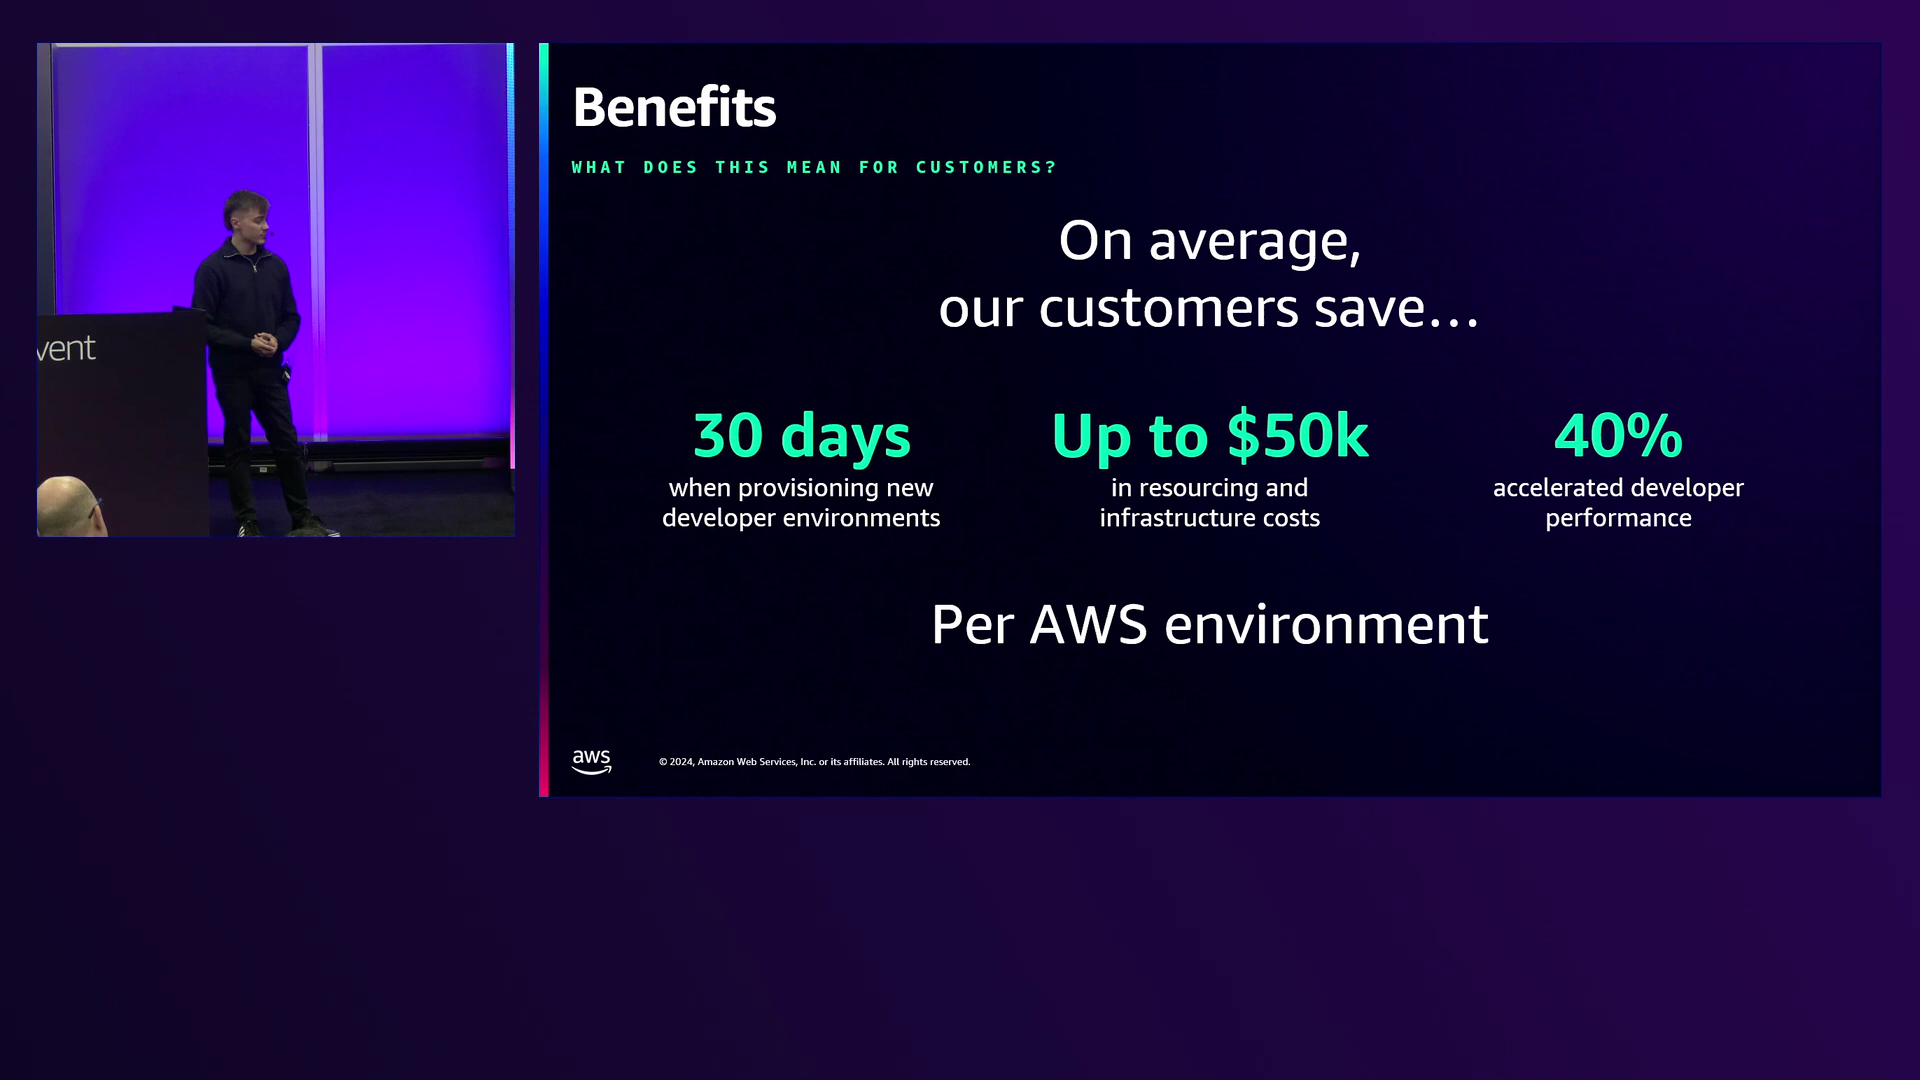 vent
Benefits
WHAT DOES THIS MEAN FOR CUSTOMERS?
On average,
our customers save...
30 days
when provisioning new
developer environments
Up to $50k
in resourcing and
infrastructure costs
40%
accelerated developer
performance
Per AWS environment
aws
© 2024, Amazon Web Services, Inc. or its affiliates. All rights reserved.